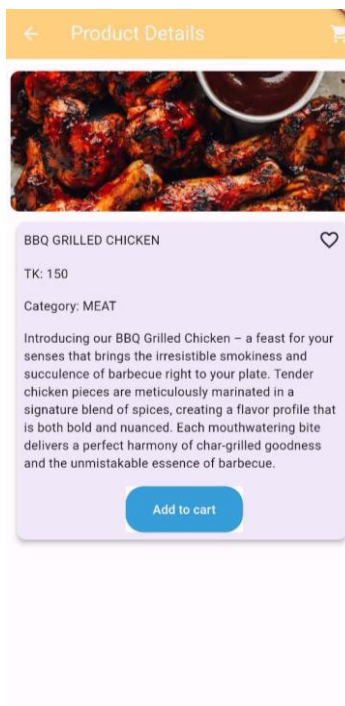 Product Details
BBQ GRILLED CHICKEN
TK: 150
Category: MEAT
Introducing our BBQ Grilled Chicken – a feast for your
senses that brings the irresistible smokiness and
succulence of barbecue right to your plate. Tender
chicken pieces are meticulously marinated in a
signature blend of spices, creating a flavor profile that
is both bold and nuanced. Each mouthwatering bite
delivers a perfect harmony of char-grilled goodness
and the unmistakable essence of barbecue.
Add to cart